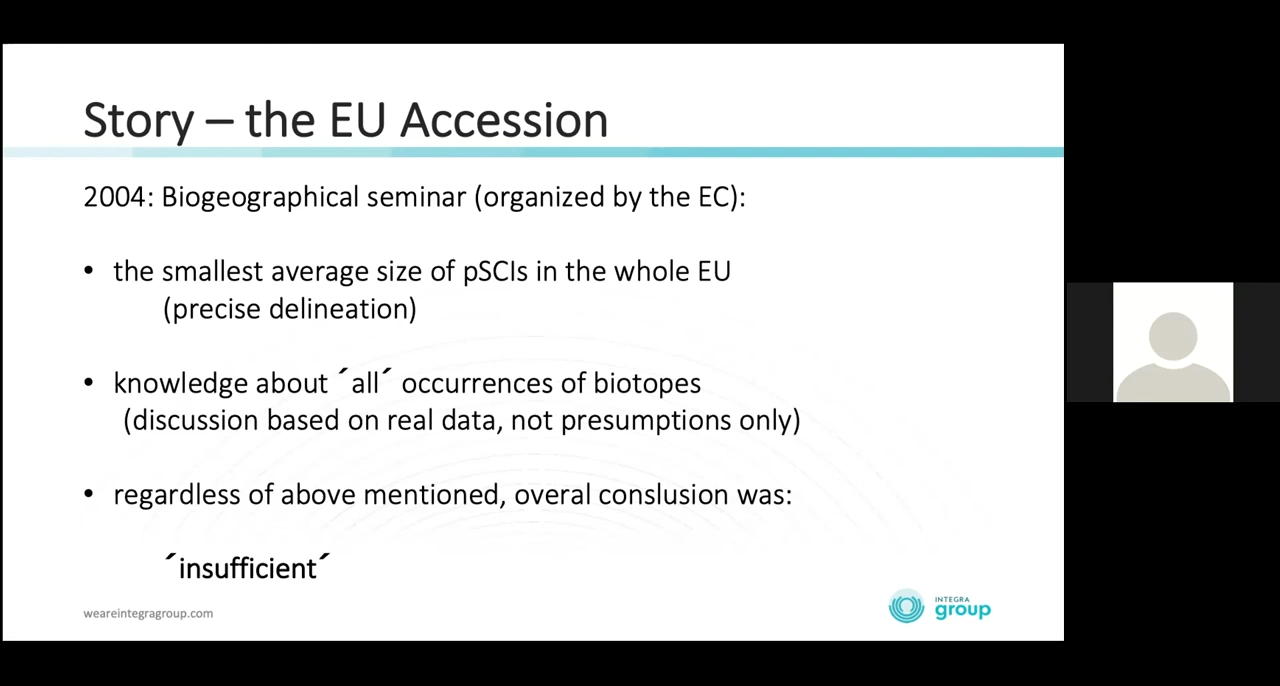 Story – the EU Accession
2004: Biogeographical seminar (organized by the EC):
• the smallest average size of pSCIs in the whole EU
(precise delineation)
• knowledge about ´all´ occurrences of biotopes
(discussion based on real data, not presumptions only)
• regardless of above mentioned, overal conslusion was:
´insufficient´
weareintegragroup.com
INTEGRA
group